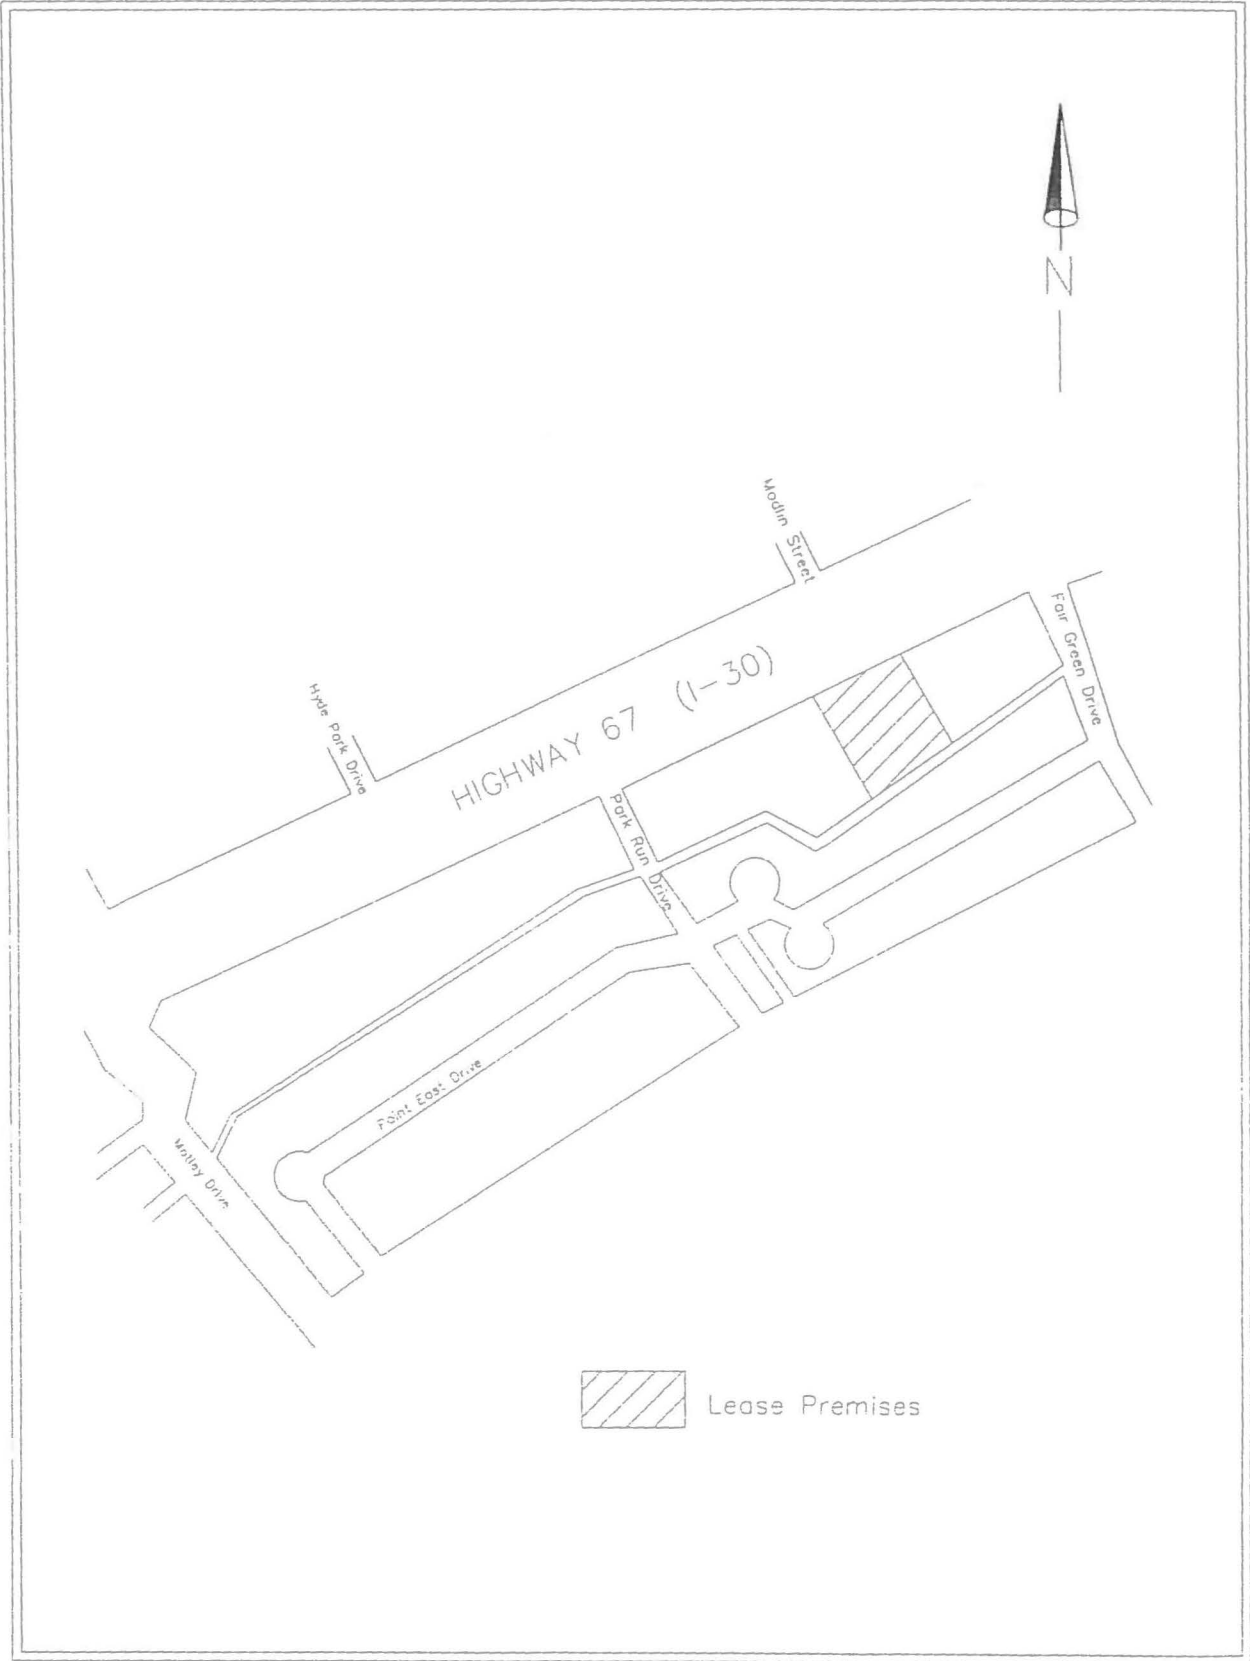 N
Modlin Street
Fair Green Drive
Hyde Park Drive
HIGHWAY 67 (I-30)
Park Run Drive
Point East Drive
Motley Drive
Lease Premises